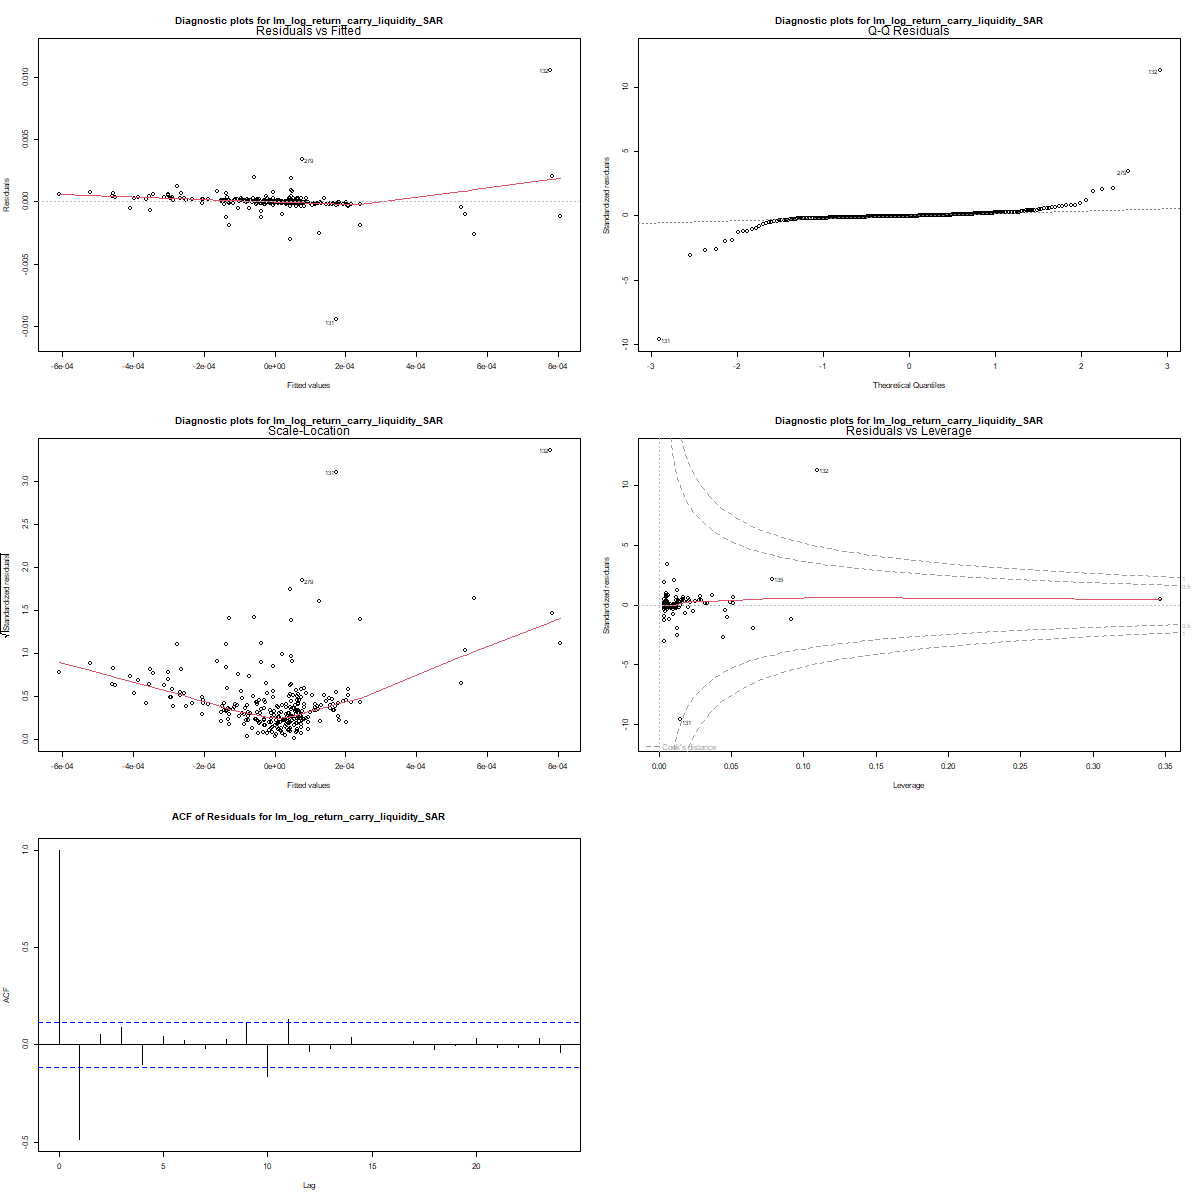 Diagnostic plots for lm_log_return_carry_liquidity_SAR
Residuals vs Fitted
Residuals
0.010
0.005
0.000
-0.005
-0.010
132
279
131
-6e-04 -4e-04 -2e-04 0e+00 2e-04 4e-04 6e-04 8e-04
Fitted values
Diagnostic plots for lm_log_return_carry_liquidity_SAR
Q-Q Residuals
Standardized residuals
10
5
0
-5
-10
132
279
131
-3 -2 -1 0 1 2 3
Theoretical Quantiles
Diagnostic plots for lm_log_return_carry_liquidity_SAR
Scale-Location
√|Standardized residuals|
3.0
2.5
2.0
1.5
1.0
0.5
0.0
132
131
279
-6e-04 -4e-04 -2e-04 0e+00 2e-04 4e-04 6e-04 8e-04
Fitted values
Diagnostic plots for lm_log_return_carry_liquidity_SAR
Residuals vs Leverage
Standardized residuals
10
5
0
-5
-10
132
135
131
1
0.5
0.5
1
Cook's distance
0.00 0.05 0.10 0.15 0.20 0.25 0.30 0.35
Leverage
ACF of Residuals for lm_log_return_carry_liquidity_SAR
ACF
1.0
0.5
0.0
-0.5
0 5 10 15 20
Lag